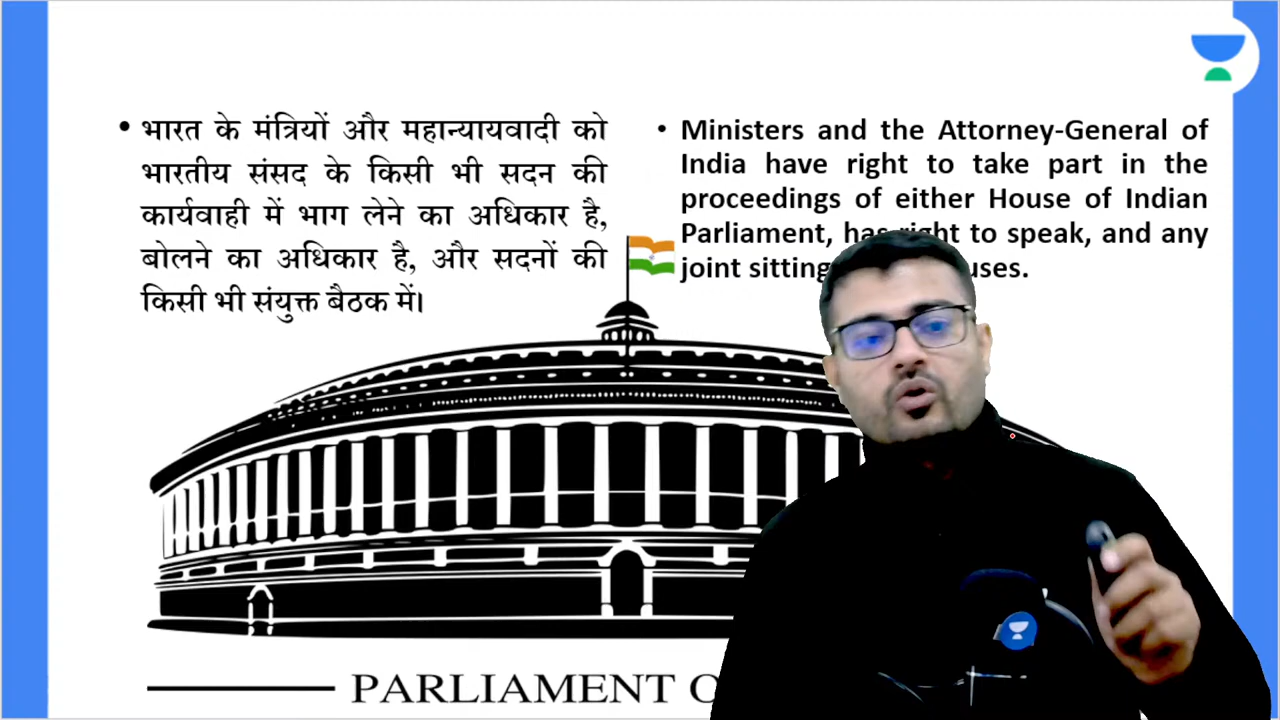 • भारत के मंत्रियों और महान्यायवादी को
भारतीय संसद के किसी भी सदन की
कार्यवाही में भाग लेने का अधिकार है,
बोलने का अधिकार है, और सदनों की
किसी भी संयुक्त बैठक में।
• Ministers and the Attorney-General of
India have right to take part in the
proceedings of either House of Indian
Parliament, has right to speak, and any
joint sitting
PARLIAMENT